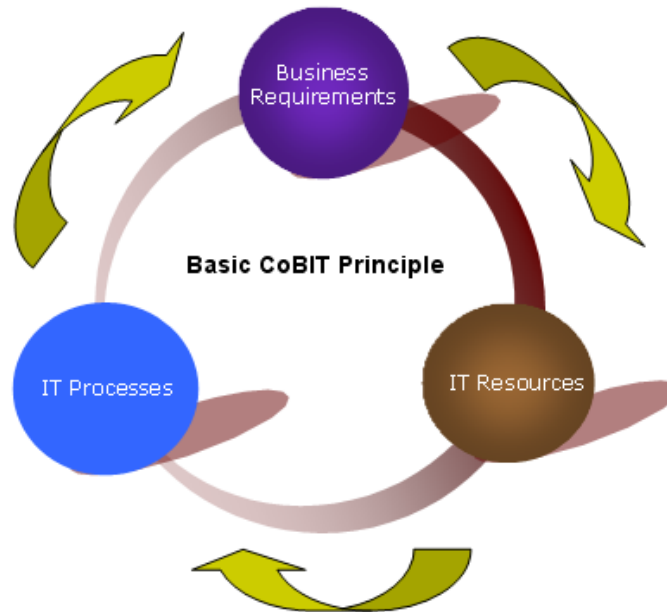 Business
Requirements
Basic CoBIT Principle
IT Processes
IT Resources